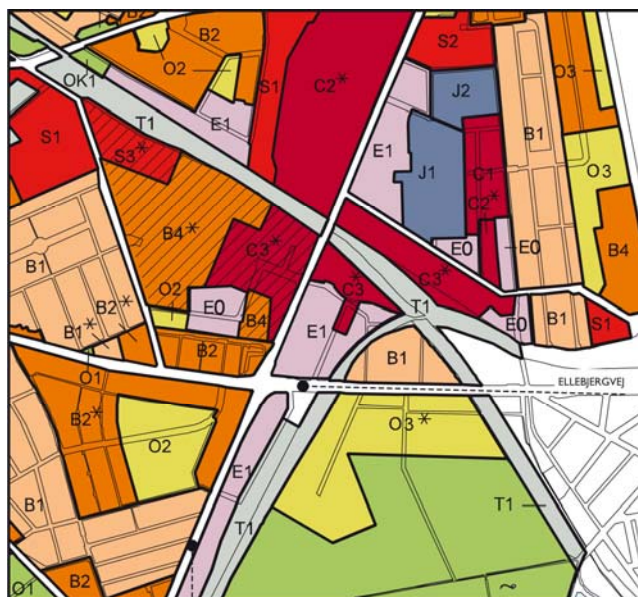 B2
S2
O2
OK1
S1
C2*
J2
O3
E1
T1
S1
S3*
E1
J1
C1
B1
O3
C2*
B4*
C3*
E0
E0
B4
B1
C3*
C3*
O2
E0
T1
B2*
B4
E1
E0
B1
S1
B1*
B2
B1
ELLEBJERGVEJ
O1
B2*
O3*
O2
E1
B1
T1
T1
O1
B2